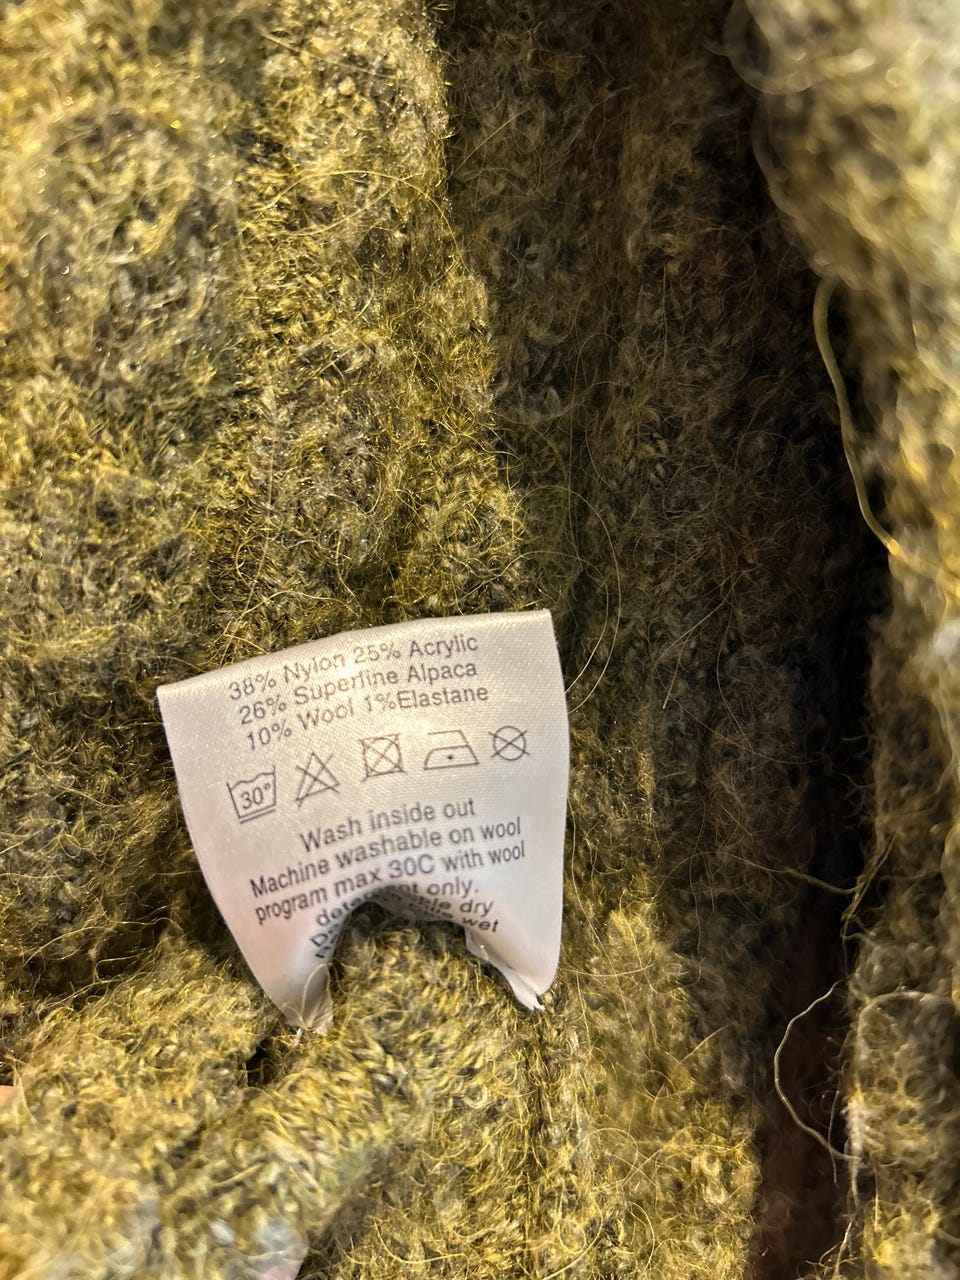 38% Nylon 25% Acrylic
26% Superfine Alpaca
10% Wool 1%Elastane
30°
Wash inside out
Machine washable on wool
program max 30C with wool
only.
dry
wet